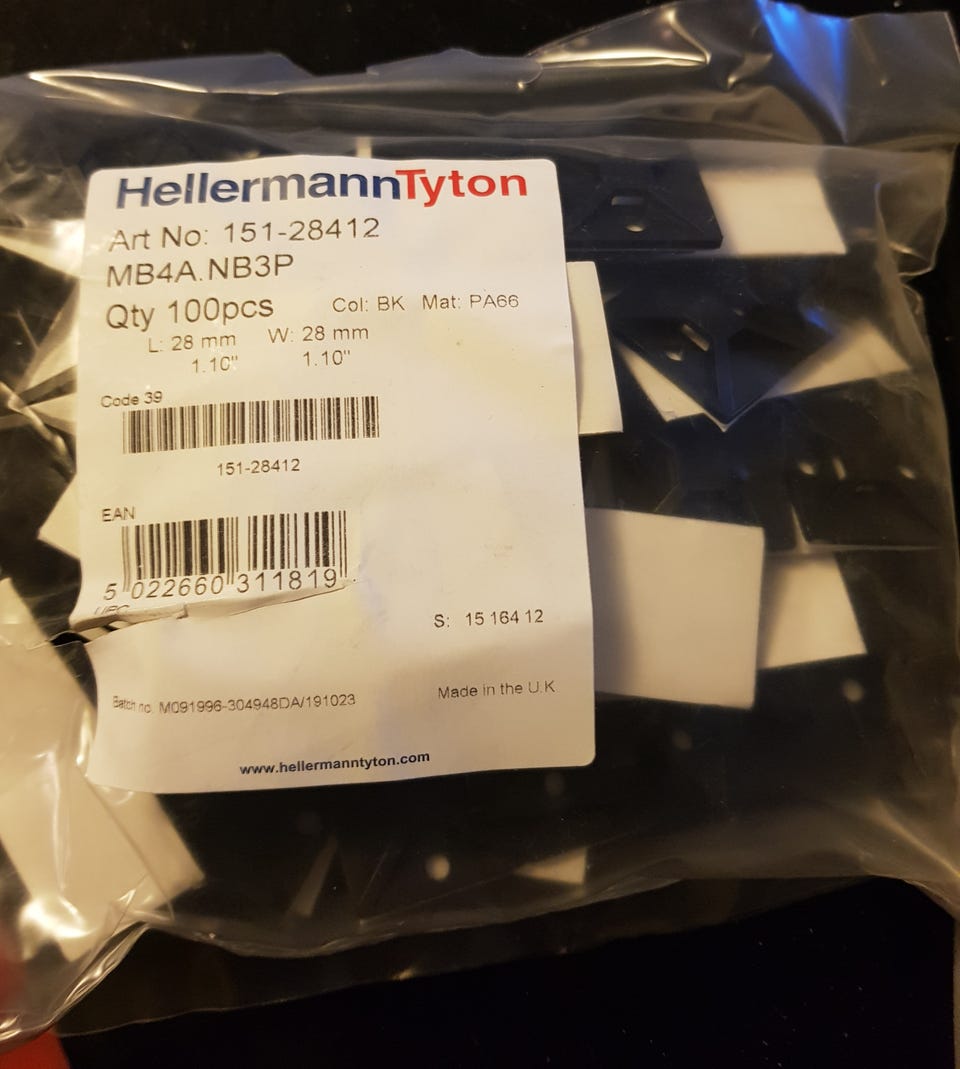 HellermannTyton
Art No: 151-28412
MB4A.NB3P
Qty 100pcs Col: BK Mat: PA66
L: 28 mm W: 28 mm
1.10" 1.10"
Code 39
151-28412
EAN
5 022660 311819
UPC
S: 15 164 12
Batch no. M091996-304948DA/191023 Made in the U.K
www.hellermanntyton.com